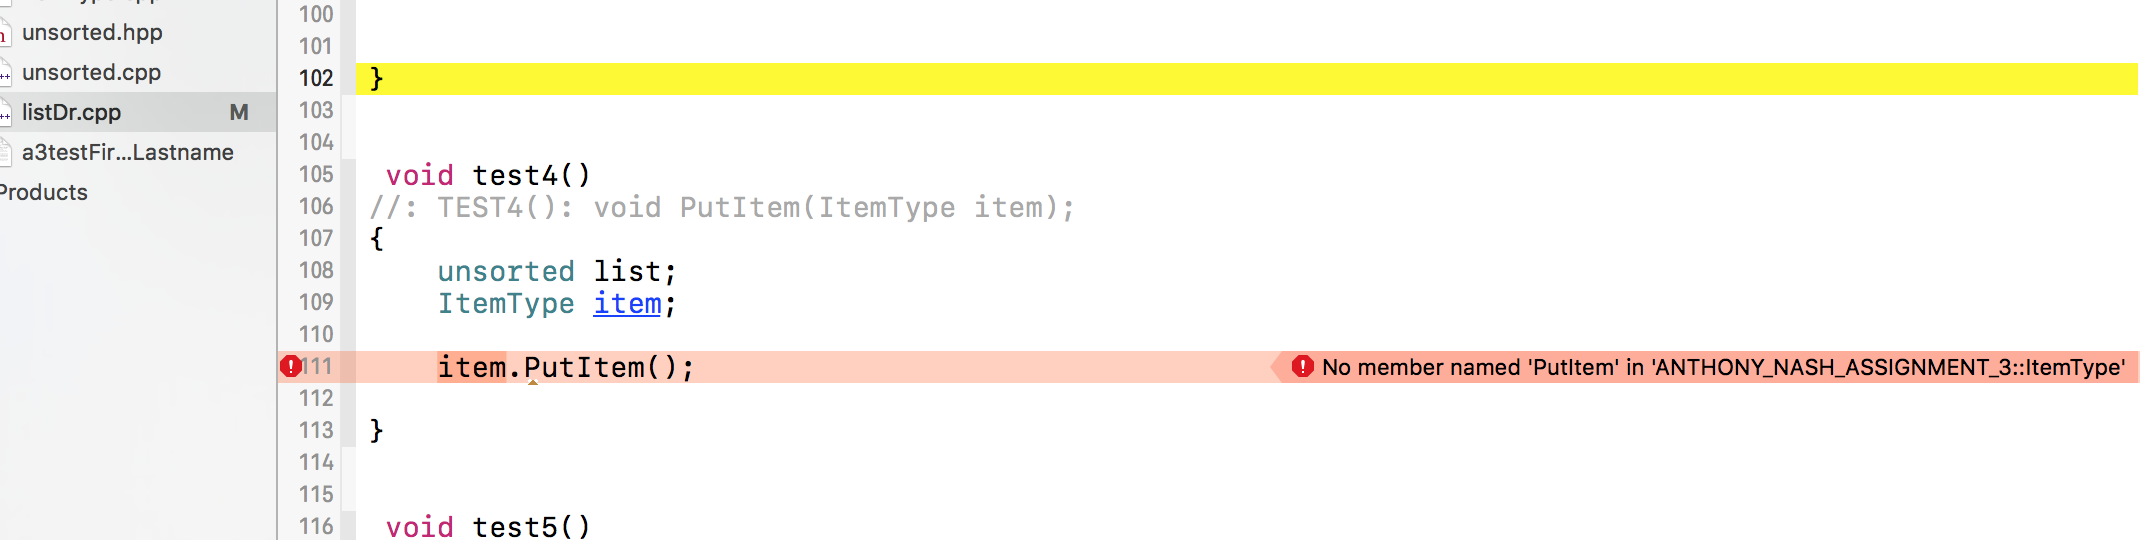 unsorted.hpp
unsorted.cpp
listDr.cpp M
a3testFir...Lastname
Products
100
101
102 }
103
104
105 void test4()
106 //: TEST4(): void PutItem(ItemType item);
107 {
108 unsorted list;
109 ItemType item;
110
111 item.PutItem(); No member named 'PutItem' in 'ANTHONY_NASH_ASSIGNMENT_3::ItemType'
112
113 }
114
115
116 void test5()